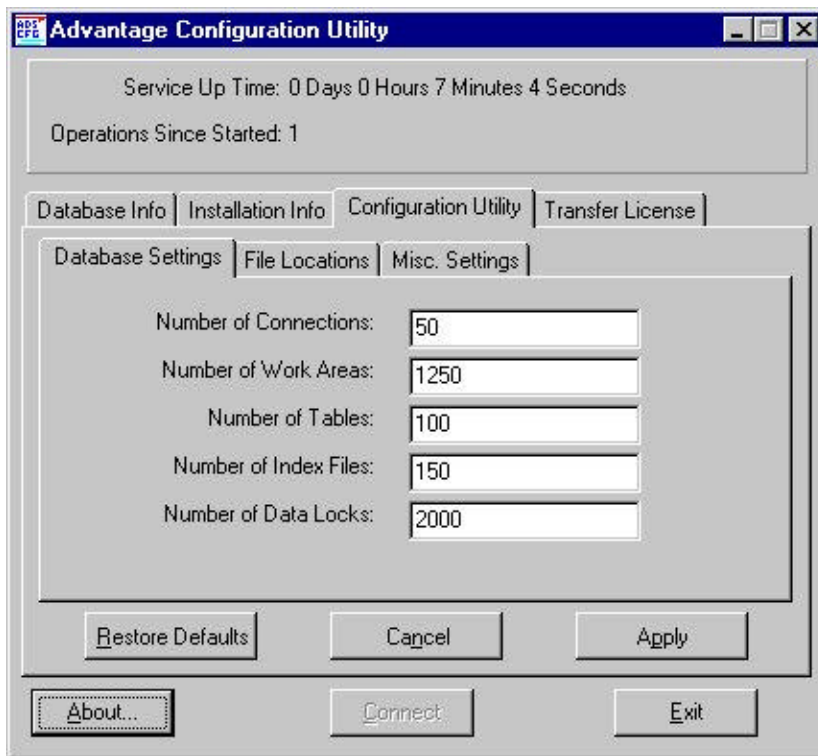 ADS CFG Advantage Configuration Utility
Service Up Time: 0 Days 0 Hours 7 Minutes 4 Seconds
Operations Since Started: 1
Database Info Installation Info Configuration Utility Transfer License
Database Settings File Locations Misc. Settings
Number of Connections: 50
Number of Work Areas: 1250
Number of Tables: 100
Number of Index Files: 150
Number of Data Locks: 2000
Restore Defaults Cancel Apply
About... Connect Exit